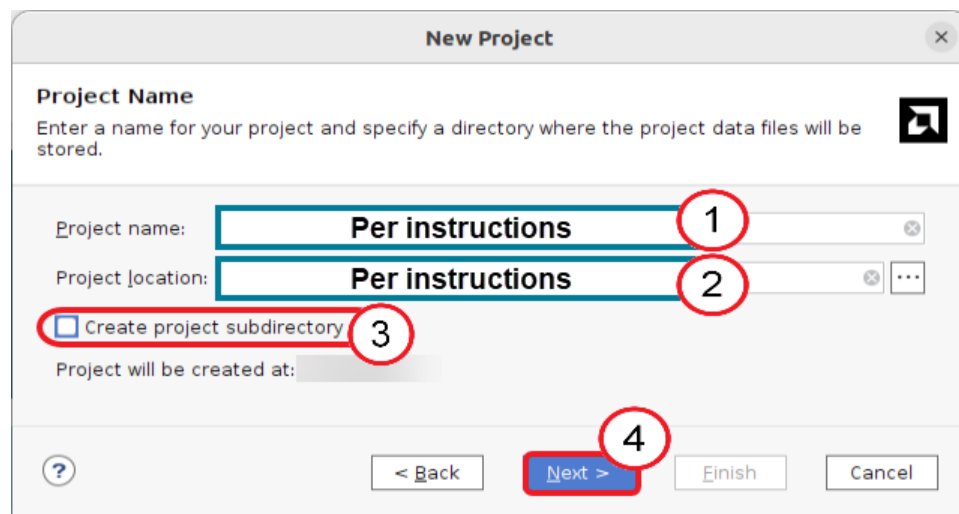 New Project
Project Name
Enter a name for your project and specify a directory where the project data files will be
stored.
Project name: Per instructions 1
Project location: Per instructions 2 ...
Create project subdirectory 3
Project will be created at:
4
? < Back Next > Finish Cancel